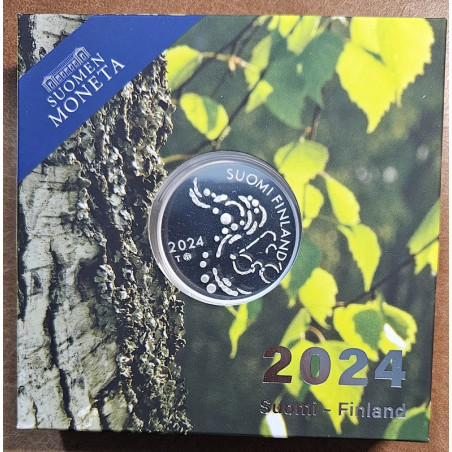 SUOMEN
MONETA
SUOMI FINLAND
2024
T
2024
Suomi – Finland